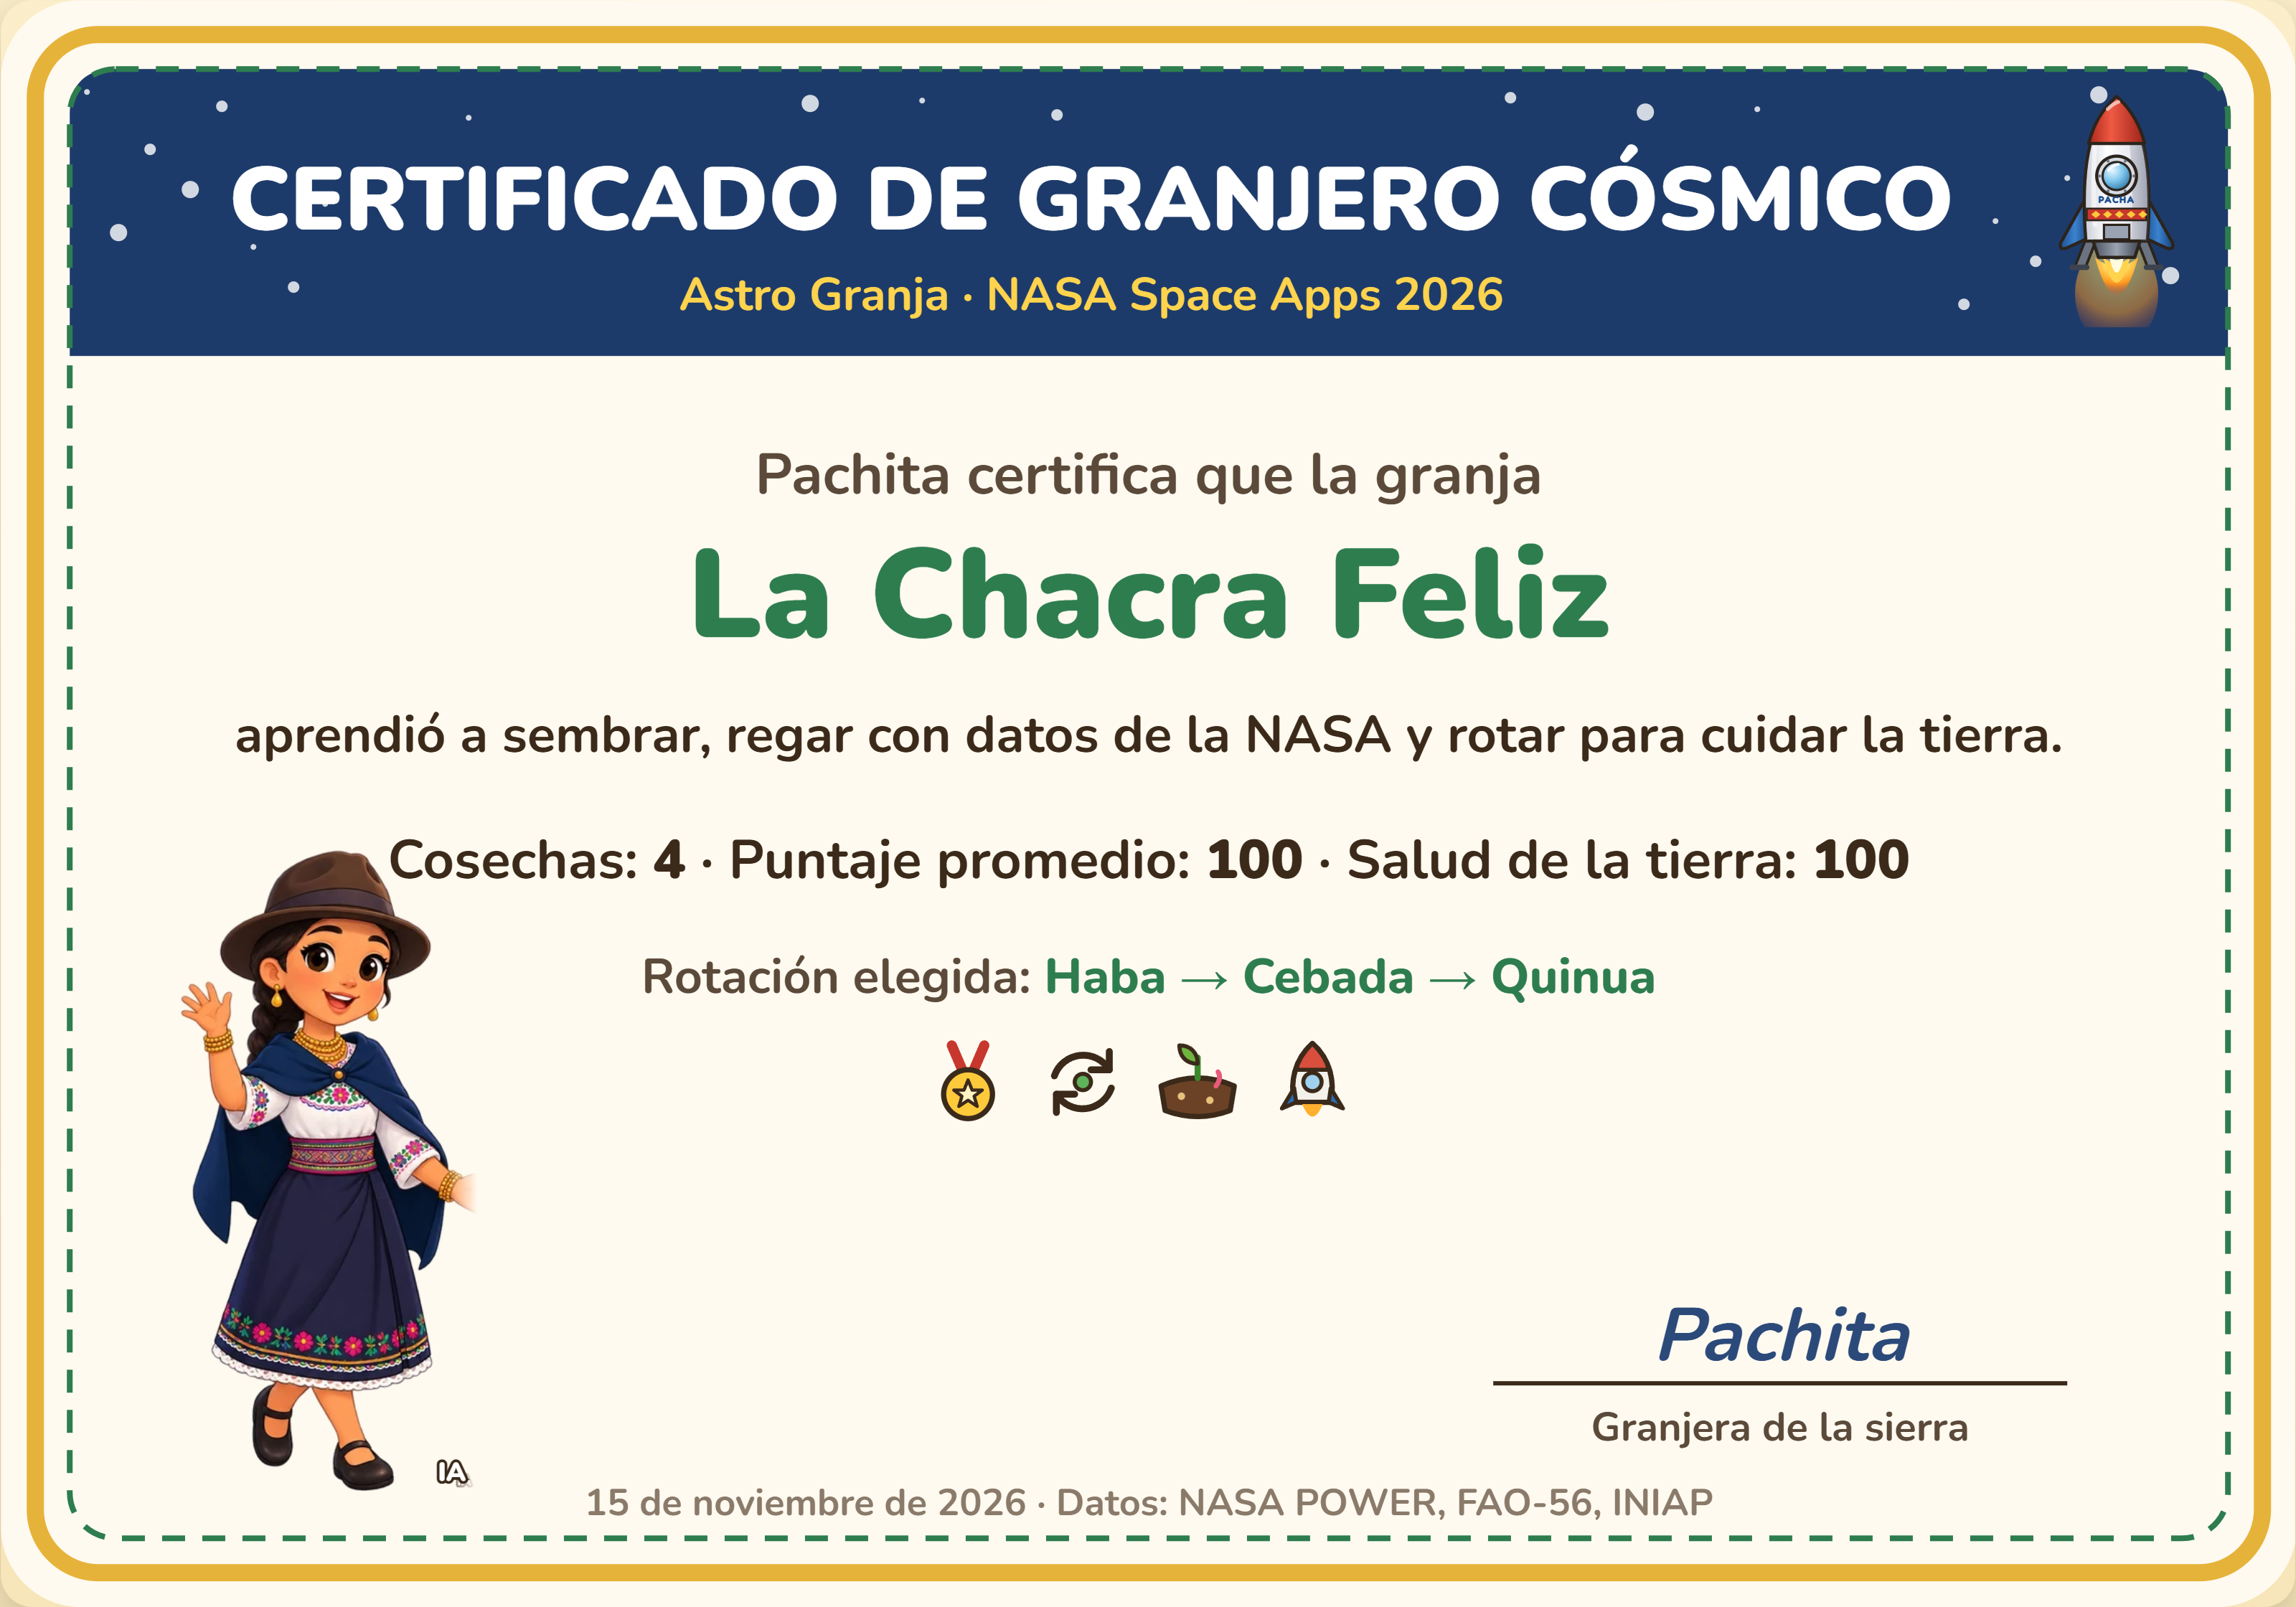 CERTIFICADO DE GRANJERO CÓSMICO
PACHA
Astro Granja · NASA Space Apps 2026
Pachita certifica que la granja
La Chacra Feliz
aprendió a sembrar, regar con datos de la NASA y rotar para cuidar la tierra.
Cosechas: 4 · Puntaje promedio: 100 · Salud de la tierra: 100
Rotación elegida: Haba → Cebada → Quinua
Pachita
Granjera de la sierra
IA
15 de noviembre de 2026 · Datos: NASA POWER, FAO-56, INIAP